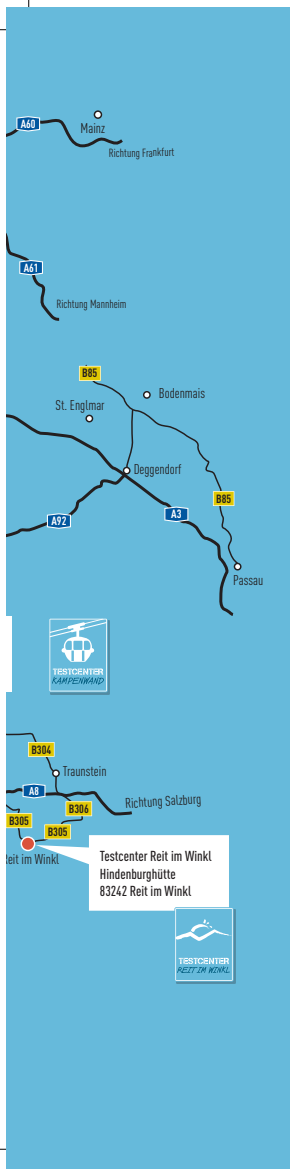 A60
Mainz
Richtung Frankfurt
A61
Richtung Mannheim
B85
Bodenmais
St. Englmar
Deggendorf
B85
A3
A92
Passau
TESTCENTER
KAMPENWAND
B304
Traunstein
A8
Richtung Salzburg
B306
B305
B305
Reit im Winkl
Testcenter Reit im Winkl
Hindenburghütte
83242 Reit im Winkl
TESTCENTER
REIT IM WINKL